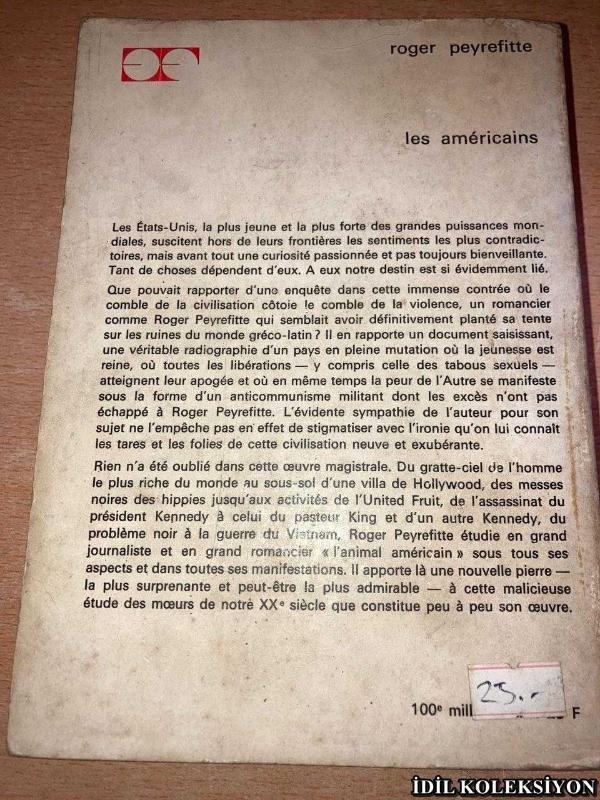 roger peyrefitte
les américains
Les États-Unis, la plus jeune et la plus forte des grandes puissances mon-
diales, suscitent hors de leurs frontières les sentiments les plus contradic-
toires, mais avant tout une curiosité passionnée et pas toujours bienveillante.
Tant de choses dépendent d'eux. A eux notre destin est si évidemment lié.
Que pouvait rapporter d'une enquête dans cette immense contrée où le
comble de la civilisation côtoie le comble de la violence, un romancier
comme Roger Peyrefitte qui semblait avoir définitivement planté sa tente
sur les ruines du monde gréco-latin ? Il en rapporte un document saisissant,
une véritable radiographie d'un pays en pleine mutation où la jeunesse est
reine, où toutes les libérations — y compris celle des tabous sexuels —
atteignent leur apogée et où en même temps la peur de l'Autre se manifeste
sous la forme d'un anticommunisme militant dont les excès n'ont pas
échappé à Roger Peyrefitte. L'évidente sympathie de l'auteur pour son
sujet ne l'empêche pas en effet de stigmatiser avec l'ironie qu'on lui connaît
les tares et les folies de cette civilisation neuve et exubérante.
Rien n'a été oublié dans cette œuvre magistrale. Du gratte-ciel de l'homme
le plus riche du monde au sous-sol d'une villa de Hollywood, des messes
noires des hippies jusqu'aux activités de l'United Fruit, de l'assassinat du
président Kennedy à celui du pasteur King et d'un autre Kennedy, du
problème noir à la guerre du Vietnam, Roger Peyrefitte étudie en grand
journaliste et en grand romancier « l'animal américain » sous tous ses
aspects et dans toutes ses manifestations. Il apporte là une nouvelle pierre —
la plus surprenante et peut-être la plus admirable — à cette malicieuse
étude des mœurs de notre XXe siècle que constitue peu à peu son œuvre.
25.-
100e mill F
İDİL KOLEKSİYON